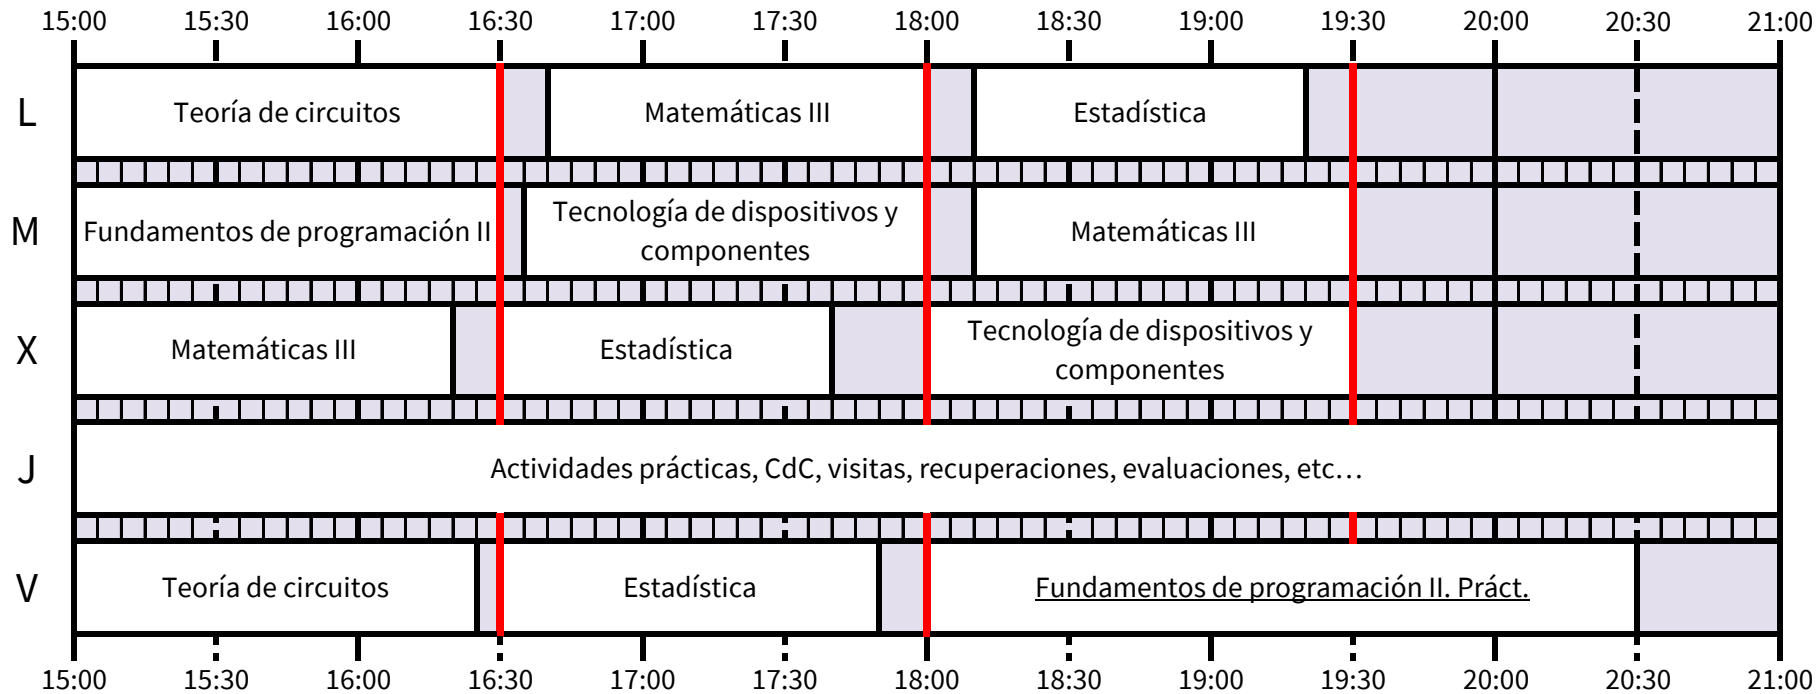 15:00 15:30 16:00 16:30 17:00 17:30 18:00 18:30 19:00 19:30 20:00 20:30 21:00
L
Teoría de circuitos
Matemáticas III
Estadística
M
Fundamentos de programación II
Tecnología de dispositivos y
componentes
Matemáticas III
X
Matemáticas III
Estadística
Tecnología de dispositivos y
componentes
J
Actividades prácticas, CdC, visitas, recuperaciones, evaluaciones, etc…
V
Teoría de circuitos
Estadística
Fundamentos de programación II. Práct.
15:00 15:30 16:00 16:30 17:00 17:30 18:00 18:30 19:00 19:30 20:00 20:30 21:00